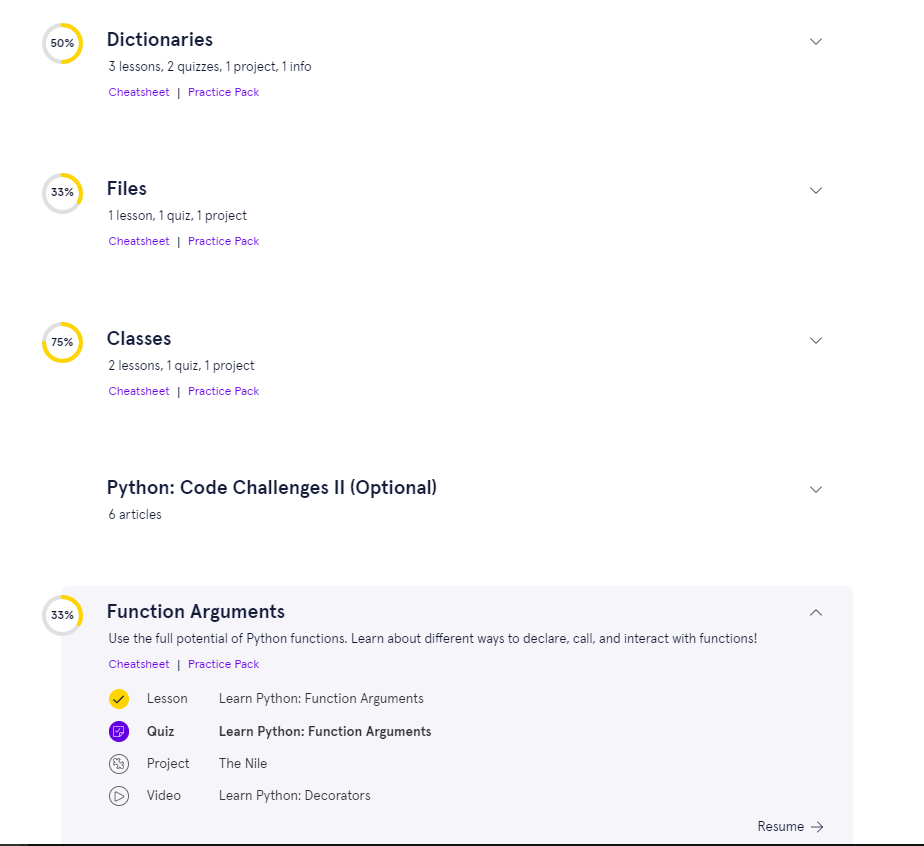 50%
Dictionaries
3 lessons, 2 quizzes, 1 project, 1 info
Cheatsheet | Practice Pack
33%
Files
1 lesson, 1 quiz, 1 project
Cheatsheet | Practice Pack
75%
Classes
2 lessons, 1 quiz, 1 project
Cheatsheet | Practice Pack
Python: Code Challenges II (Optional)
6 articles
33%
Function Arguments
Use the full potential of Python functions. Learn about different ways to declare, call, and interact with functions!
Cheatsheet | Practice Pack
Lesson Learn Python: Function Arguments
Quiz Learn Python: Function Arguments
Project The Nile
Video Learn Python: Decorators
Resume